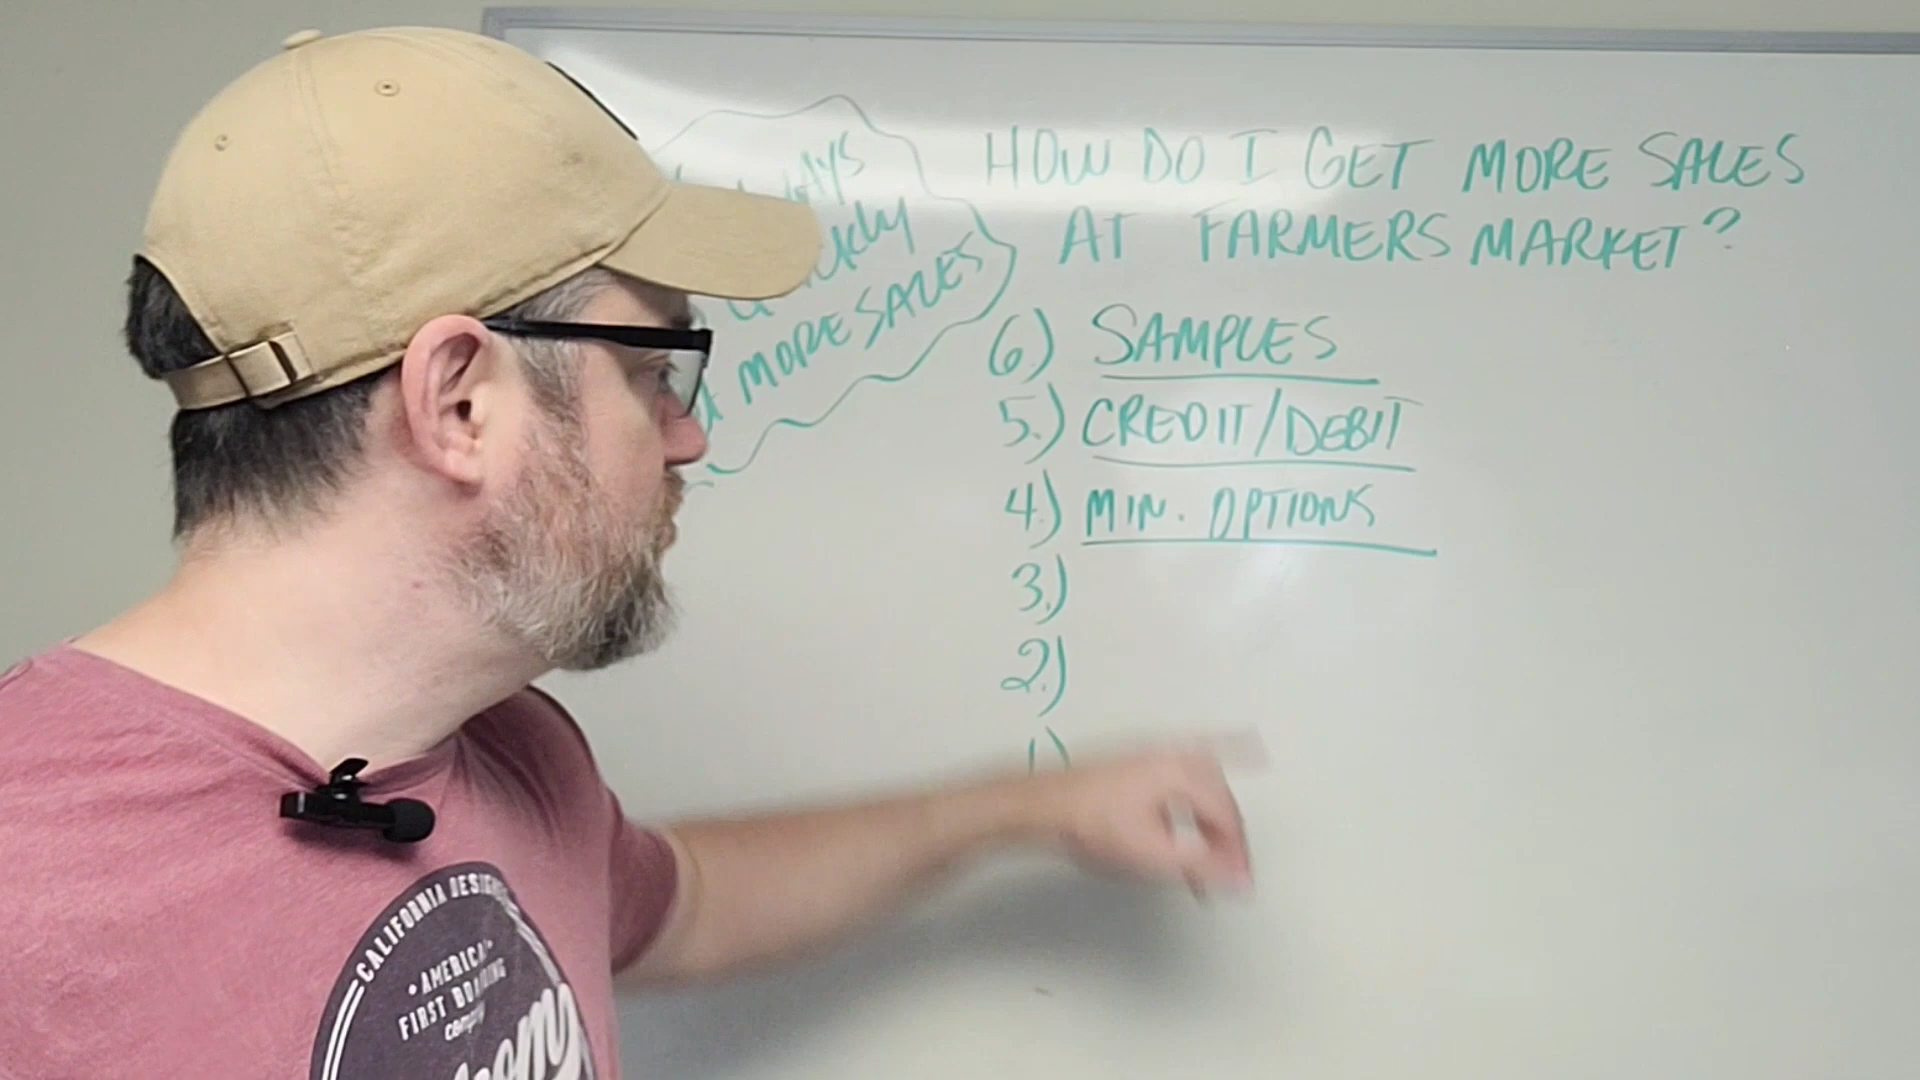 HOW DO I GET MORE SALES
AT FARMERS MARKET?
MORE SALES
6.) SAMPLES
5.) CREDIT/DEBIT
4.) MIN. OPTIONS
3.)
2.)
1.)
CALIFORNIA
AMERICA
FIRST